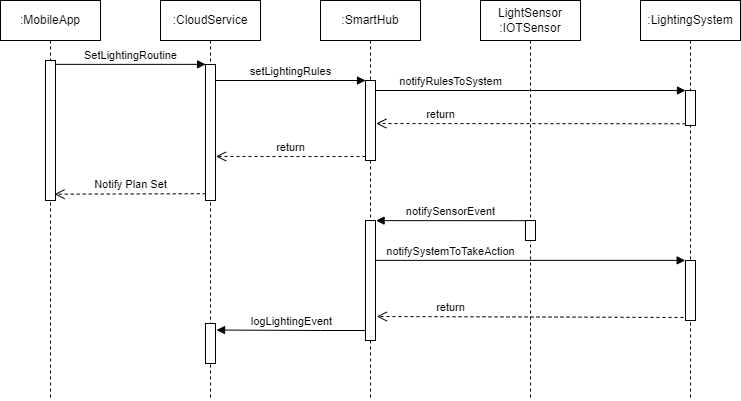 :MobileApp
:CloudService
:SmartHub
LightSensor
:IOTSensor
:LightingSystem
SetLightingRoutine
setLightingRules
notifyRulesToSystem
return
return
Notify Plan Set
notifySensorEvent
notifySystemToTakeAction
return
logLightingEvent